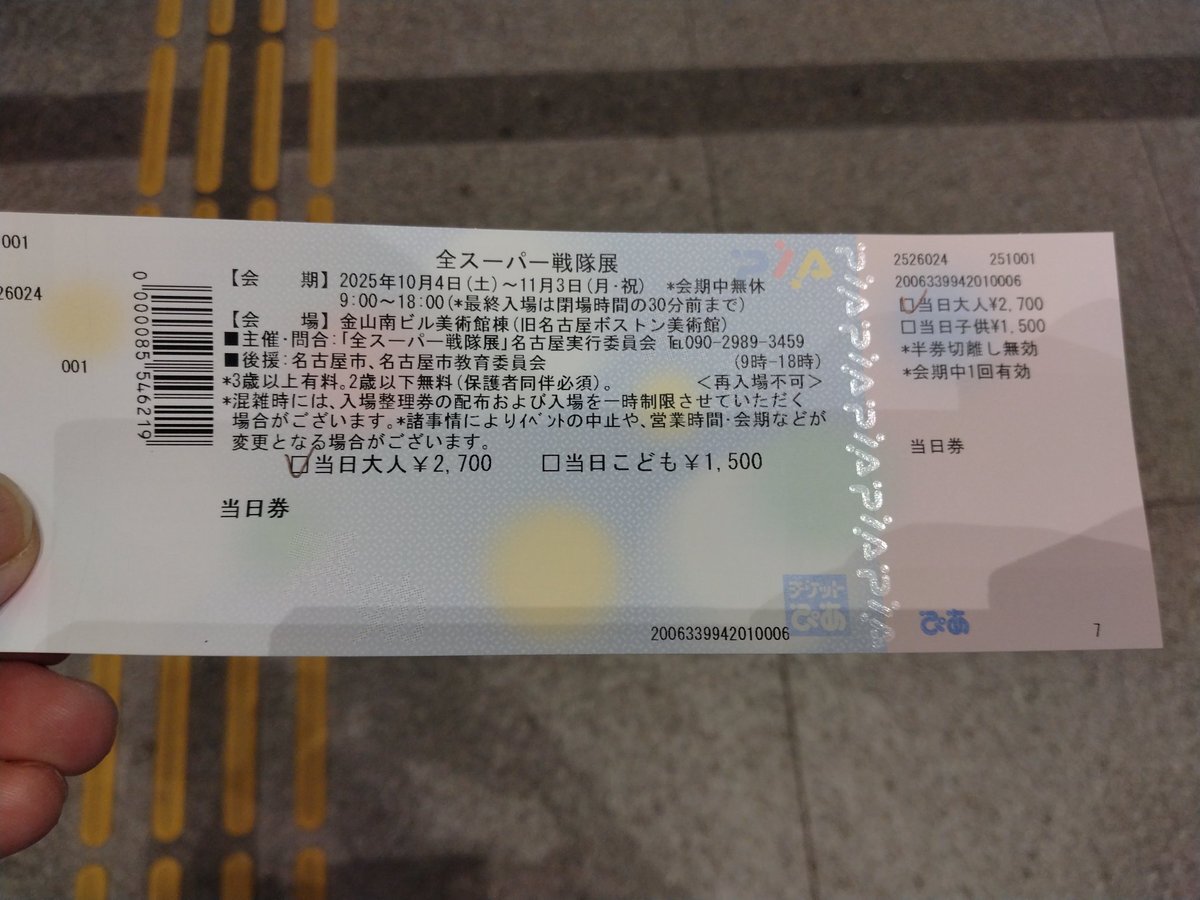 001
26024
001
0000085546219
PIA
全スーパー戦隊展
【会　期】2025年10月4日(土)～11月3日(月・祝)　*会期中無休
9:00～18:00(*最終入場は閉場時間の30分前まで)
【会　場】金山南ビル美術館棟(旧名古屋ボストン美術館)
■主催・問合:「全スーパー戦隊展」名古屋実行委員会 ℡090-2989-3459
■後援:名古屋市、名古屋市教育委員会　(9時-18時)
*3歳以上有料。2歳以下無料(保護者同伴必須)。　＜再入場不可＞
*混雑時には、入場整理券の配布および入場を一時制限させていただく
場合がございます。*諸事情によりｲﾍﾞﾝﾄの中止や、営業時間・会期などが
変更となる場合がございます。
□当日大人￥2,700　□当日こども￥1,500
当日券
チケットぴあ
2006339942010006
PIAPIAPIAPIAPIA
2526024　251001
2006339942010006
□当日大人¥2,700
□当日子供¥1,500
*半券切離し無効
*会期中1回有効
当日券
ぴあ
7